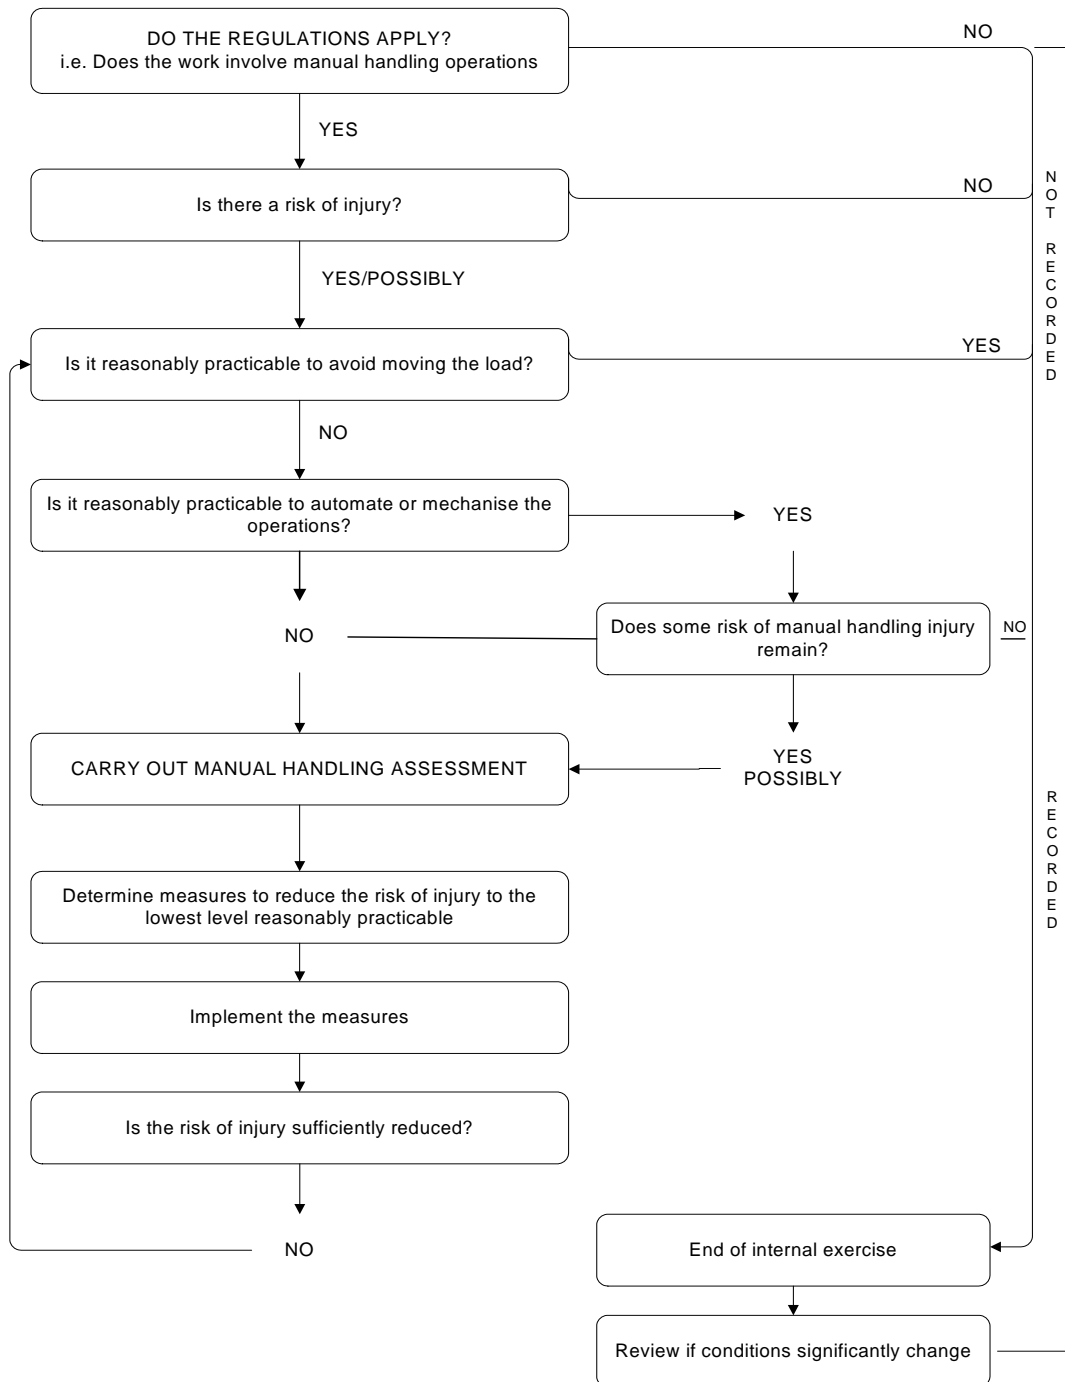 DO THE REGULATIONS APPLY?
i.e. Does the work involve manual handling operations
NO
YES
Is there a risk of injury?
NO
NOT RECORDED
YES/POSSIBLY
Is it reasonably practicable to avoid moving the load?
YES
NO
Is it reasonably practicable to automate or mechanise the
operations?
YES
NO
Does some risk of manual handling injury
remain?
NO
CARRY OUT MANUAL HANDLING ASSESSMENT
YES
POSSIBLY
RECORDED
Determine measures to reduce the risk of injury to the
lowest level reasonably practicable
Implement the measures
Is the risk of injury sufficiently reduced?
NO
End of internal exercise
Review if conditions significantly change